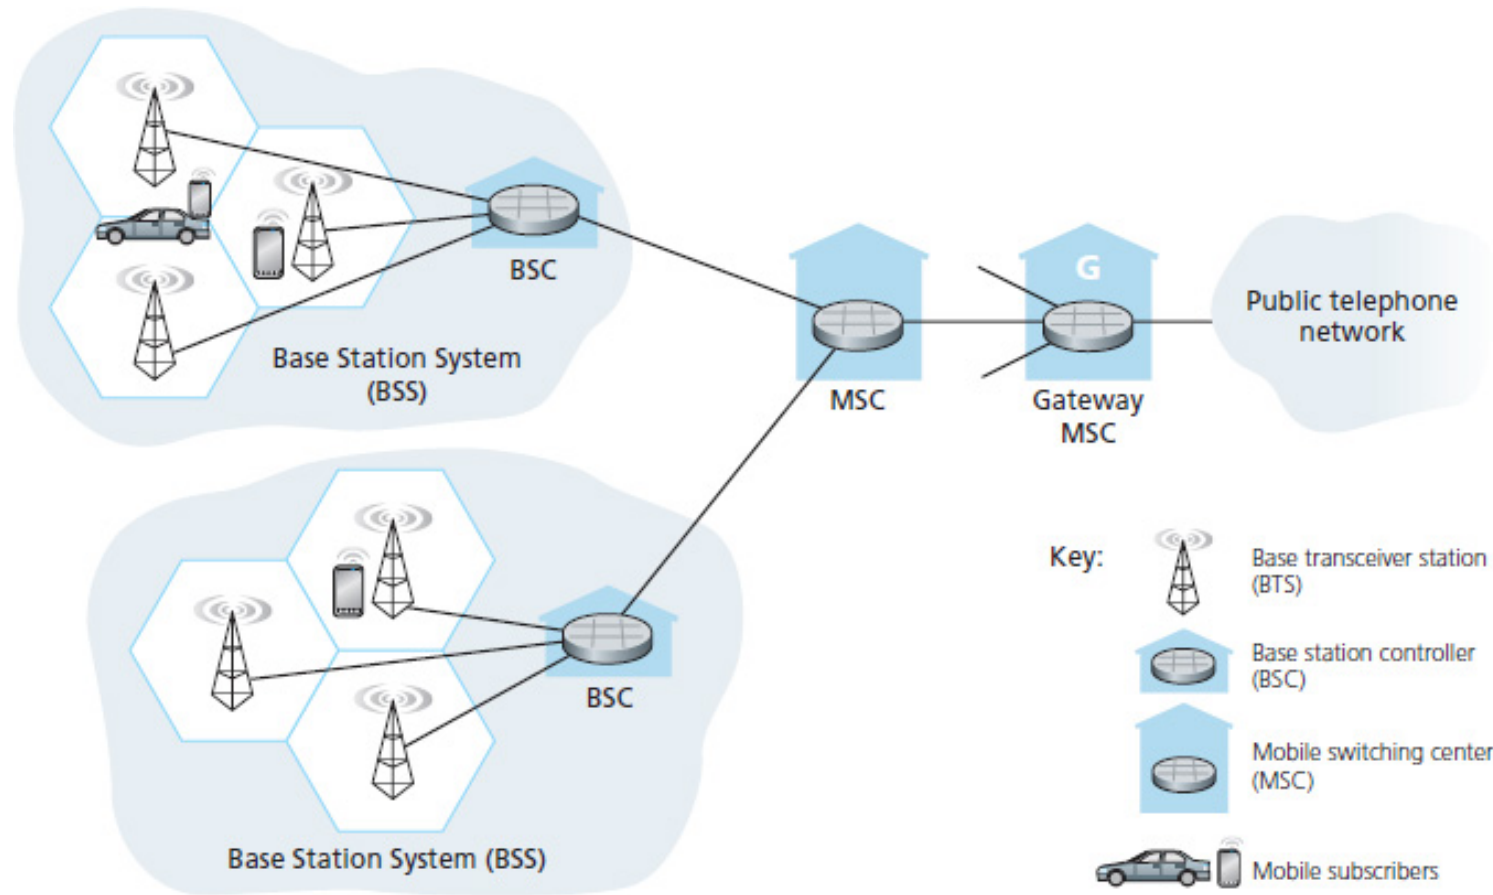 BSC
Base Station System
(BSS)
MSC
G
Gateway
MSC
Public telephone
network
BSC
Base Station System (BSS)
Key:
Base transceiver station
(BTS)
Base station controller
(BSC)
Mobile switching center
(MSC)
Mobile subscribers